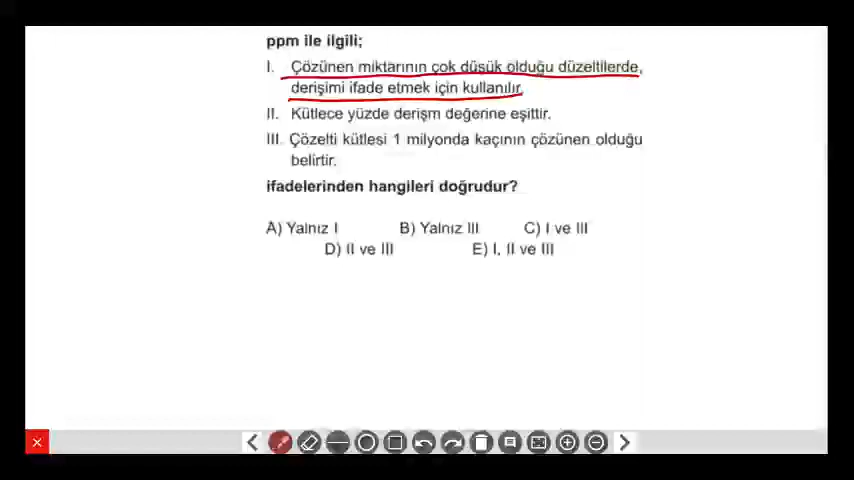 ppm ile ilgili;
I. Çözünen miktarının çok düşük olduğu düzeltilerde,
derişimi ifade etmek için kullanılır.
II. Kütlece yüzde derişm değerine eşittir.
III. Çözelti kütlesi 1 milyonda kaçının çözünen olduğu
belirtir.
ifadelerinden hangileri doğrudur?
A) Yalnız I B) Yalnız III C) I ve III
D) II ve III E) I, II ve III